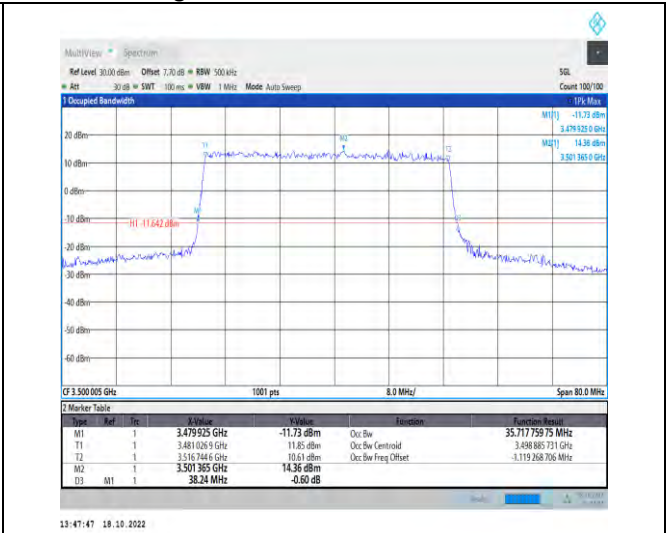 MultiView Spectrum
Ref Level 30.00 dBm Offset 7.70 dB RBW 500 kHz SGL
Att 30 dB SWT 100 ms VBW 1 MHz Mode Auto Sweep Count 100/100
1 Occupied Bandwidth 1Pk Max
M1[1] -11.73 dBm
3.479 925 0 GHz
M2[1] 14.36 dBm
3.501 365 0 GHz
20 dBm
M2
T1
T2
10 dBm
0 dBm
M1
-10 dBm
H1 -11.642 dBm
-20 dBm
-30 dBm
-40 dBm
-50 dBm
-60 dBm
CF 3.500 005 GHz 1001 pts 8.0 MHz/ Span 80.0 MHz
2 Marker Table
Type Ref Trc X-Value Y-Value Function Function Result
M1 1 3.479 925 GHz -11.73 dBm Occ Bw 35.717 759 75 MHz
T1 1 3.481 026 9 GHz 11.85 dBm Occ Bw Centroid 3.498 885 731 GHz
T2 1 3.516 744 6 GHz 10.61 dBm Occ Bw Freq Offset -1.119 268 706 MHz
M2 1 3.501 365 GHz 14.36 dBm
D3 M1 1 38.24 MHz -0.60 dB
13:47:47 18.10.2022